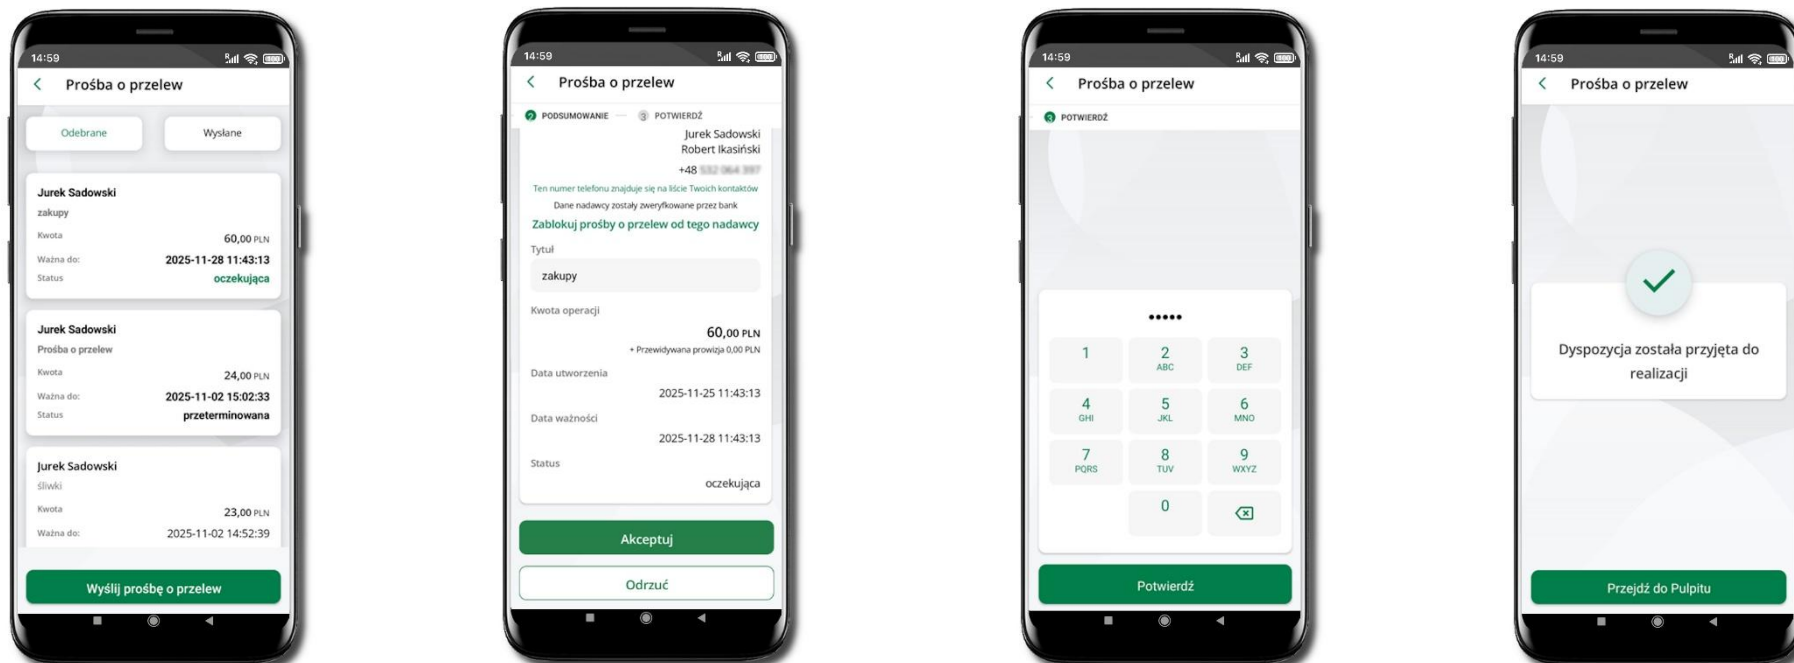 14:59
Prośba o przelew
Odebrane
Wysłane
Jurek Sadowski
zakupy
Kwota
60,00 PLN
Ważna do:
2025-11-28 11:43:13
Status
oczekująca
Jurek Sadowski
Prośba o przelew
Kwota
24,00 PLN
Ważna do:
2025-11-02 15:02:33
Status
przeterminowana
Jurek Sadowski
śliwki
Kwota
23,00 PLN
Ważna do:
2025-11-02 14:52:39
Wyślij prośbę o przelew
14:59
Prośba o przelew
2 PODSUMOWANIE
3 POTWIERDŹ
Jurek Sadowski
Robert Ikasiński
+48
Ten numer telefonu znajduje się na liście Twoich kontaktów
Dane nadawcy zostały zweryfkowane przez bank
Zablokuj prośby o przelew od tego nadawcy
Tytuł
zakupy
Kwota operacji
60,00 PLN
+ Przewidywana prowizja 0,00 PLN
Data utworzenia
2025-11-25 11:43:13
Data ważności
2025-11-28 11:43:13
Status
oczekująca
Akceptuj
Odrzuć
14:59
Prośba o przelew
3 POTWIERDŹ
1
2
ABC
3
DEF
4
GHI
5
JKL
6
MNO
7
PQRS
8
TUV
9
WXYZ
0
Potwierdź
14:59
Prośba o przelew
Dyspozycja została przyjęta do
realizacji
Przejdź do Pulpitu